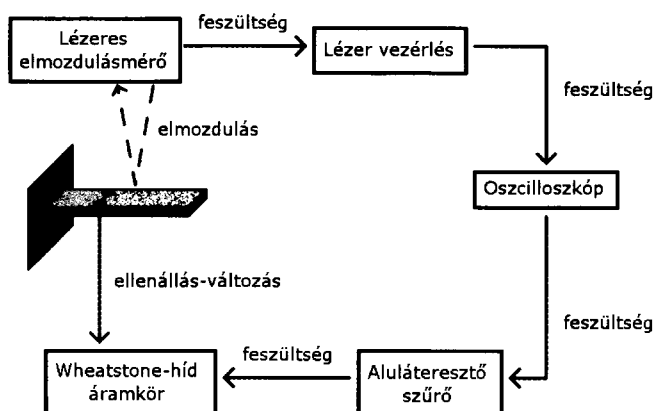 Lézeres
elmozdulásmérő
feszültség
Lézer vezérlés
feszültség
elmozdulás
Oszcilloszkóp
ellenállás-változás
feszültség
feszültség
Wheatstone-híd
áramkör
Aluláteresztő
szűrő